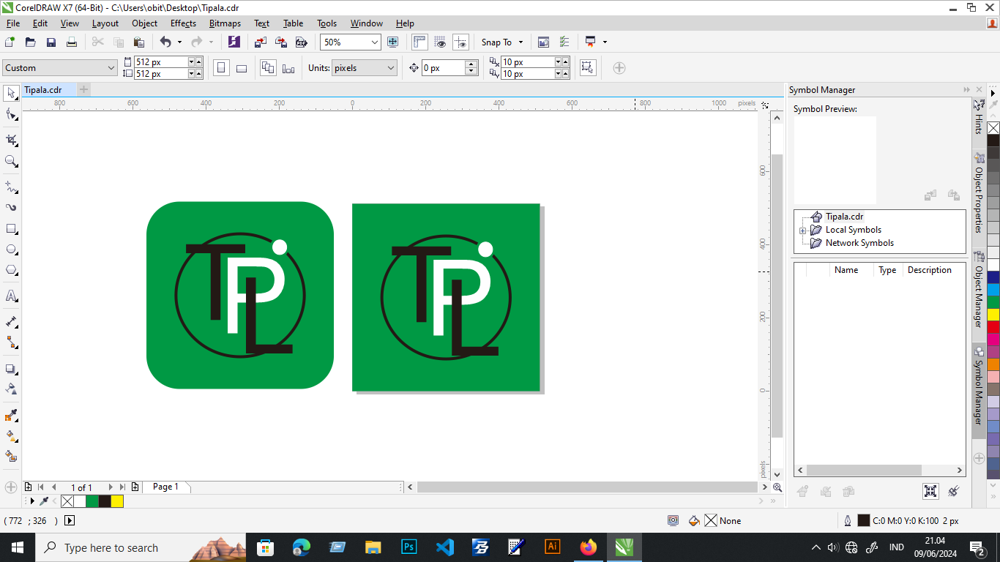 CorelDRAW X7 (64-Bit) - C:\Users\obit\Desktop\Tipala.cdr
File Edit View Layout Object Effects Bitmaps Text Table Tools Window Help
50% Snap To
Custom 512 px 512 px Units: pixels 0 px 10 px 10 px
Tipala.cdr
800 600 400 200 0 200 400 600 800 1000 pixels
600
400
200
0
pixels
T P L
T P L
Symbol Manager
Symbol Preview:
Tipala.cdr
Local Symbols
Network Symbols
Name Type Description
Hints
Object Properties
Object Manager
Symbol Manager
1 of 1 Page 1
( 772 ; 326 ) None C:0 M:0 Y:0 K:100 2 px
Type here to search
Ps
Ai
IND
21.04
09/06/2024
2